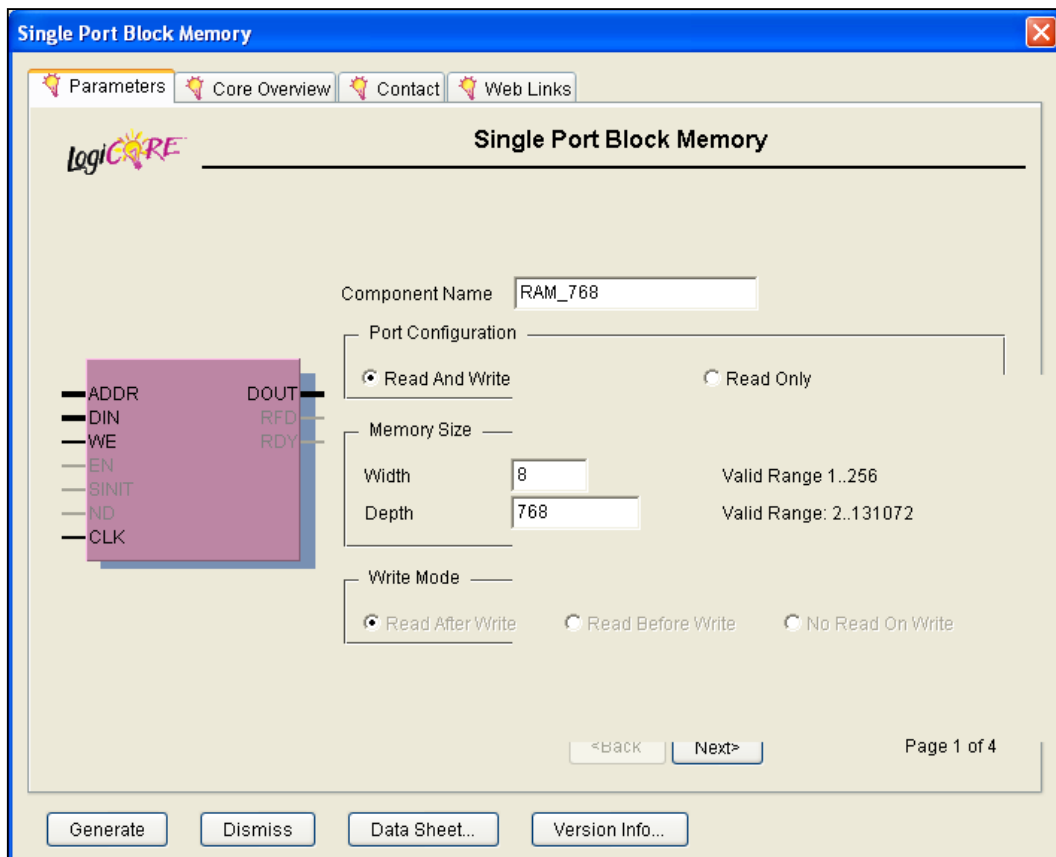 Single Port Block Memory
Parameters Core Overview Contact Web Links
LogiCORE
Single Port Block Memory
Component Name RAM_768
Port Configuration
Read And Write Read Only
ADDR DOUT
DIN RFD
WE RDY
EN
SINIT
ND
CLK
Memory Size
Width 8 Valid Range 1..256
Depth 768 Valid Range: 2..131072
Write Mode
Read After Write Read Before Write No Read On Write
<Back Next> Page 1 of 4
Generate Dismiss Data Sheet... Version Info...